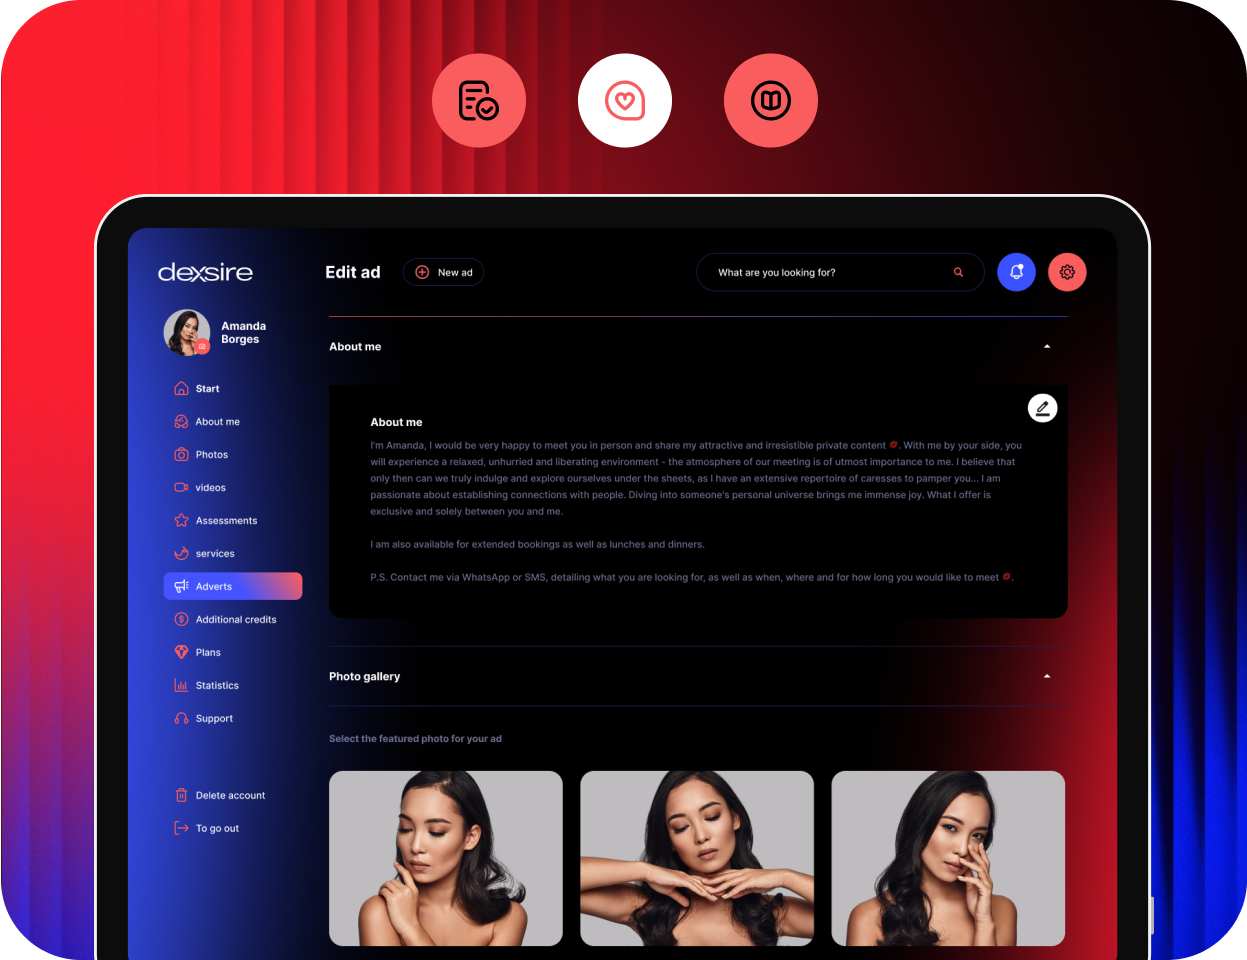 dexsire
Edit ad
New ad
What are you looking for?
Amanda
Borges
Start
About me
Photos
videos
Assessments
services
Adverts
Additional credits
Plans
Statistics
Support
Delete account
To go out
About me
About me
I'm Amanda, I would be very happy to meet you in person and share my attractive and irresistible private content 💋. With me by your side, you
will experience a relaxed, unhurried and liberating environment - the atmosphere of our meeting is of utmost importance to me. I believe that
only then can we truly indulge and explore ourselves under the sheets, as I have an extensive repertoire of caresses to pamper you... I am
passionate about establishing connections with people. Diving into someone's personal universe brings me immense joy. What I offer is
exclusive and solely between you and me.
I am also available for extended bookings as well as lunches and dinners.
P.S. Contact me via WhatsApp or SMS, detailing what you are looking for, as well as when, where and for how long you would like to meet 💋.
Photo gallery
Select the featured photo for your ad